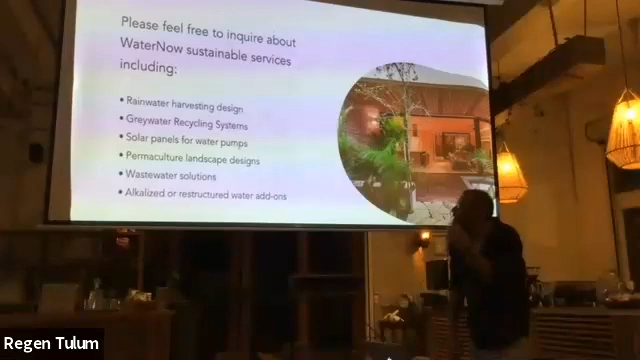 Please feel free to inquire about
WaterNow sustainable services
including:
• Rainwater harvesting design
• Greywater Recycling Systems
• Solar panels for water pumps
• Permaculture landscape designs
• Wastewater solutions
• Alkalized or restructured water add-ons
Regen Tulum